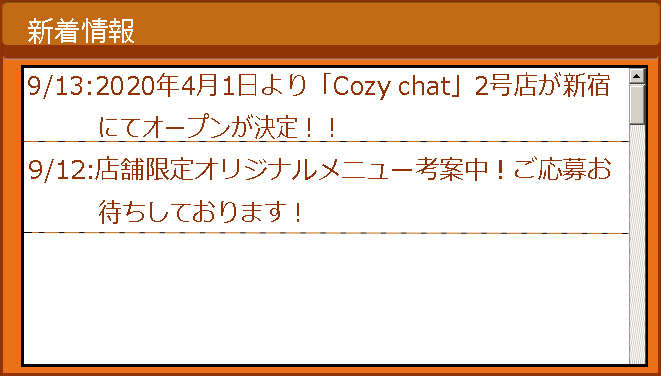 新着情報
9/13:2020年4月1日より「Cozy chat」2号店が新宿
にてオープンが決定！！
9/12:店舗限定オリジナルメニュー考案中！ご応募お
待ちしております！